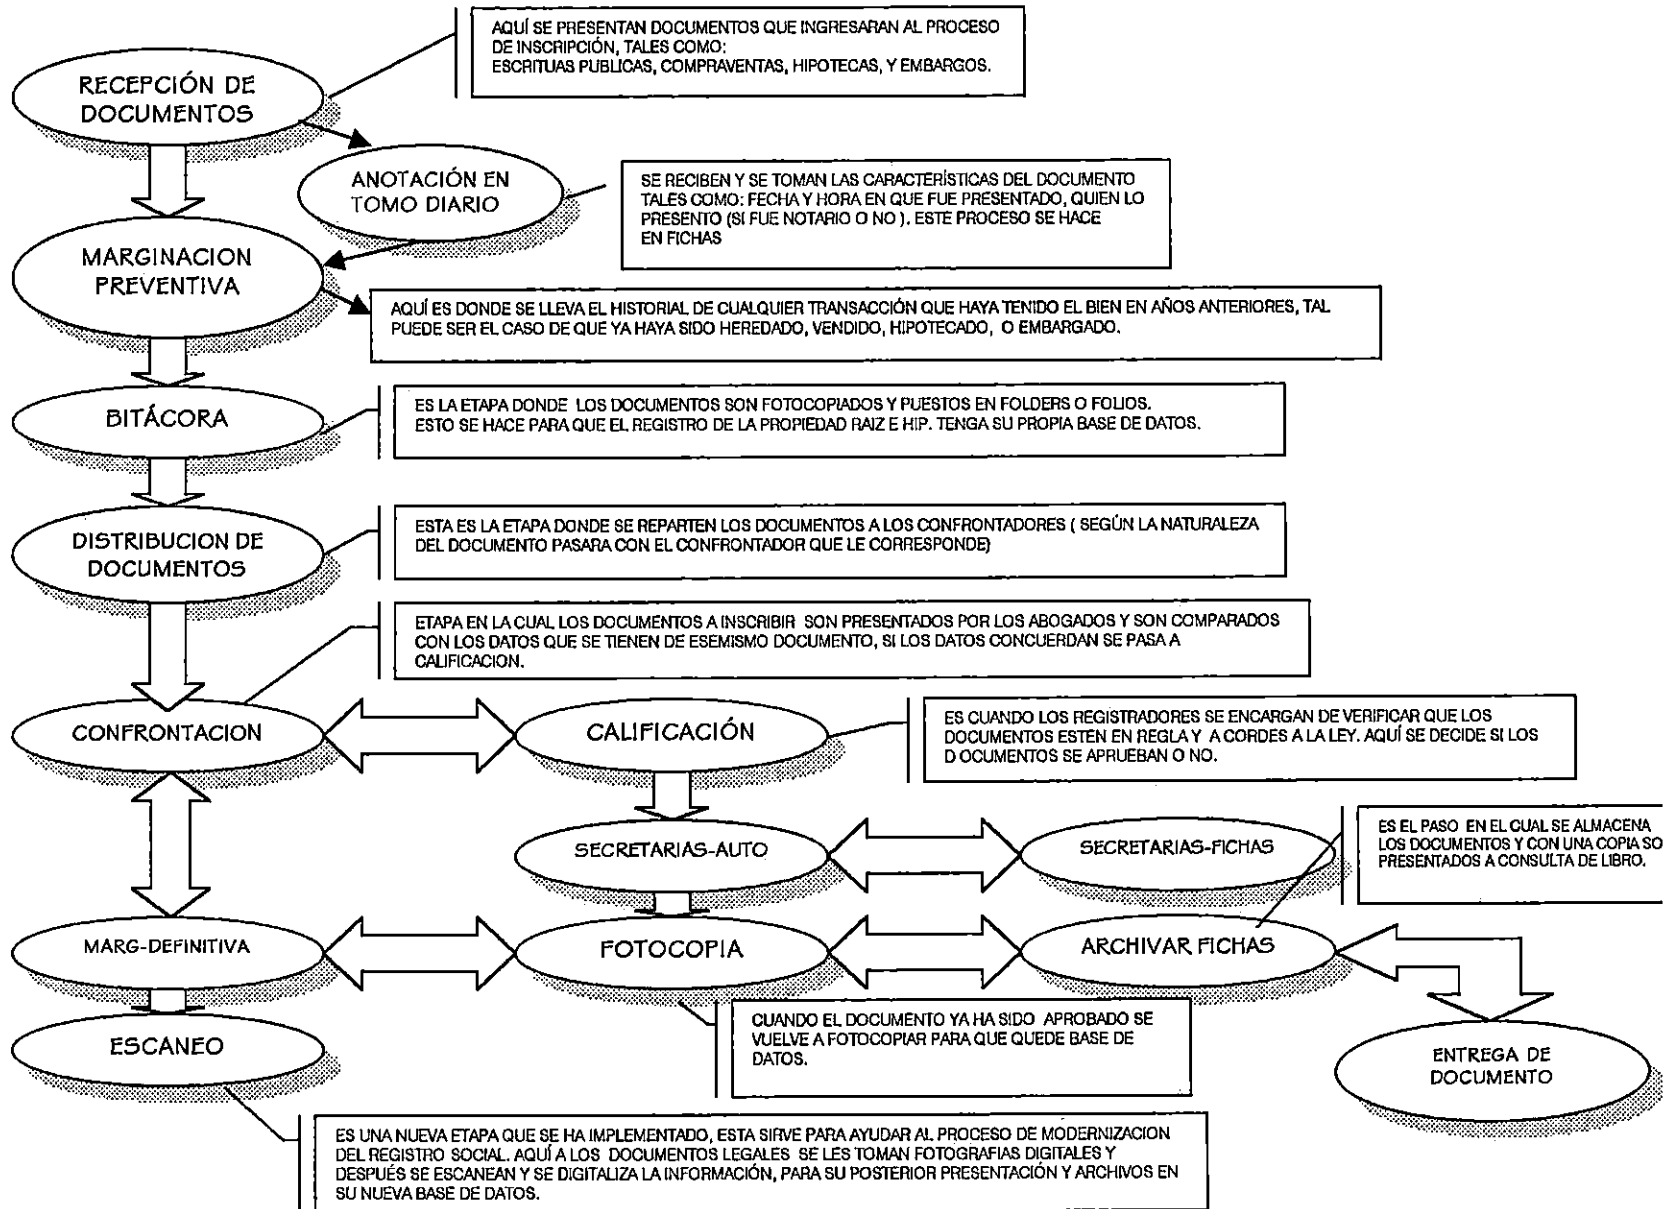 AQUÍ SE PRESENTAN DOCUMENTOS QUE INGRESARAN AL PROCESO
DE INSCRIPCIÓN, TALES COMO:
ESCRITUAS PUBLICAS, COMPRAVENTAS, HIPOTECAS, Y EMBARGOS.
RECEPCIÓN DE
DOCUMENTOS
ANOTACIÓN EN
TOMO DIARIO
SE RECIBEN Y SE TOMAN LAS CARACTERÍSTICAS DEL DOCUMENTO
TALES COMO: FECHA Y HORA EN QUE FUE PRESENTADO, QUIEN LO
PRESENTO (SI FUE NOTARIO O NO ). ESTE PROCESO SE HACE
EN FICHAS
MARGINACION
PREVENTIVA
AQUÍ ES DONDE SE LLEVA EL HISTORIAL DE CUALQUIER TRANSACCIÓN QUE HAYA TENIDO EL BIEN EN AÑOS ANTERIORES, TAL
PUEDE SER EL CASO DE QUE YA HAYA SIDO HEREDADO, VENDIDO, HIPOTECADO, O EMBARGADO.
BITÁCORA
ES LA ETAPA DONDE LOS DOCUMENTOS SON FOTOCOPIADOS Y PUESTOS EN FOLDERS O FOLIOS.
ESTO SE HACE PARA QUE EL REGISTRO DE LA PROPIEDAD RAIZ E HIP. TENGA SU PROPIA BASE DE DATOS.
DISTRIBUCION DE
DOCUMENTOS
ESTA ES LA ETAPA DONDE SE REPARTEN LOS DOCUMENTOS A LOS CONFRONTADORES ( SEGÚN LA NATURALEZA
DEL DOCUMENTO PASARA CON EL CONFRONTADOR QUE LE CORRESPONDE)
ETAPA EN LA CUAL LOS DOCUMENTOS A INSCRIBIR SON PRESENTADOS POR LOS ABOGADOS Y SON COMPARADOS
CON LOS DATOS QUE SE TIENEN DE ESEMISMO DOCUMENTO, SI LOS DATOS CONCUERDAN SE PASA A
CALIFICACION.
CONFRONTACION
CALIFICACIÓN
ES CUANDO LOS REGISTRADORES SE ENCARGAN DE VERIFICAR QUE LOS
DOCUMENTOS ESTEN EN REGLA Y A CORDES A LA LEY. AQUÍ SE DECIDE SI LOS
D OCUMENTOS SE APRUEBAN O NO.
SECRETARIAS-AUTO
SECRETARIAS-FICHAS
ES EL PASO EN EL CUAL SE ALMACENA
LOS DOCUMENTOS Y CON UNA COPIA SO
PRESENTADOS A CONSULTA DE LIBRO.
MARG-DEFINITIVA
FOTOCOPIA
ARCHIVAR FICHAS
CUANDO EL DOCUMENTO YA HA SIDO APROBADO SE
VUELVE A FOTOCOPIAR PARA QUE QUEDE BASE DE
DATOS.
ESCANEO
ENTREGA DE
DOCUMENTO
ES UNA NUEVA ETAPA QUE SE HA IMPLEMENTADO, ESTA SIRVE PARA AYUDAR AL PROCESO DE MODERNIZACION
DEL REGISTRO SOCIAL. AQUÍ A LOS DOCUMENTOS LEGALES SE LES TOMAN FOTOGRAFIAS DIGITALES Y
DESPUÉS SE ESCANEAN Y SE DIGITALIZA LA INFORMACIÓN, PARA SU POSTERIOR PRESENTACIÓN Y ARCHIVOS EN
SU NUEVA BASE DE DATOS.